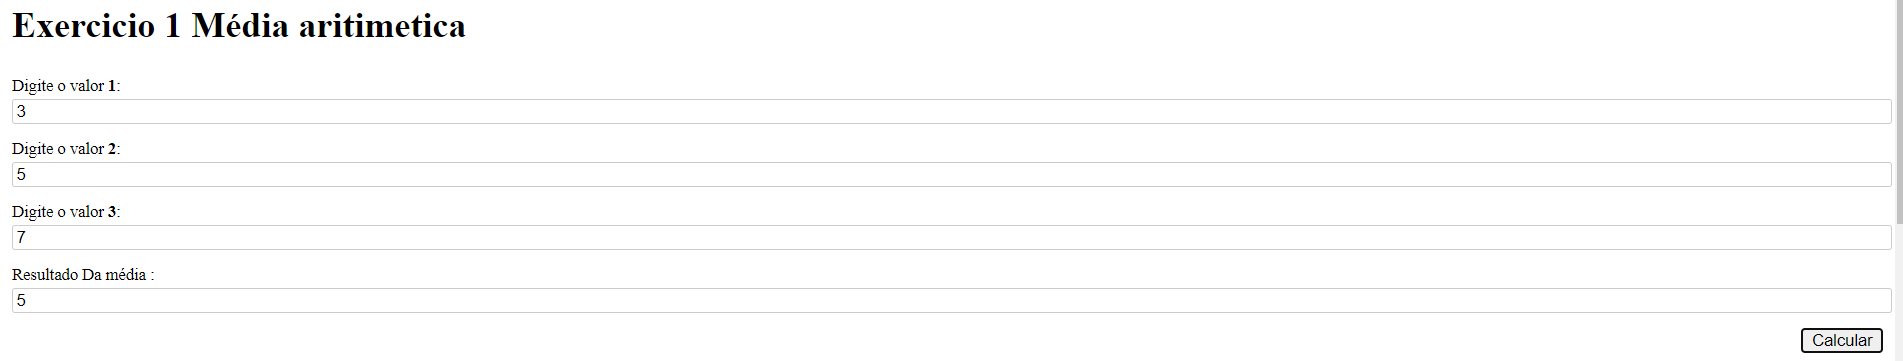 Exercicio 1 Média aritimetica
Digite o valor 1:
3
Digite o valor 2:
5
Digite o valor 3:
7
Resultado Da média :
5
Calcular